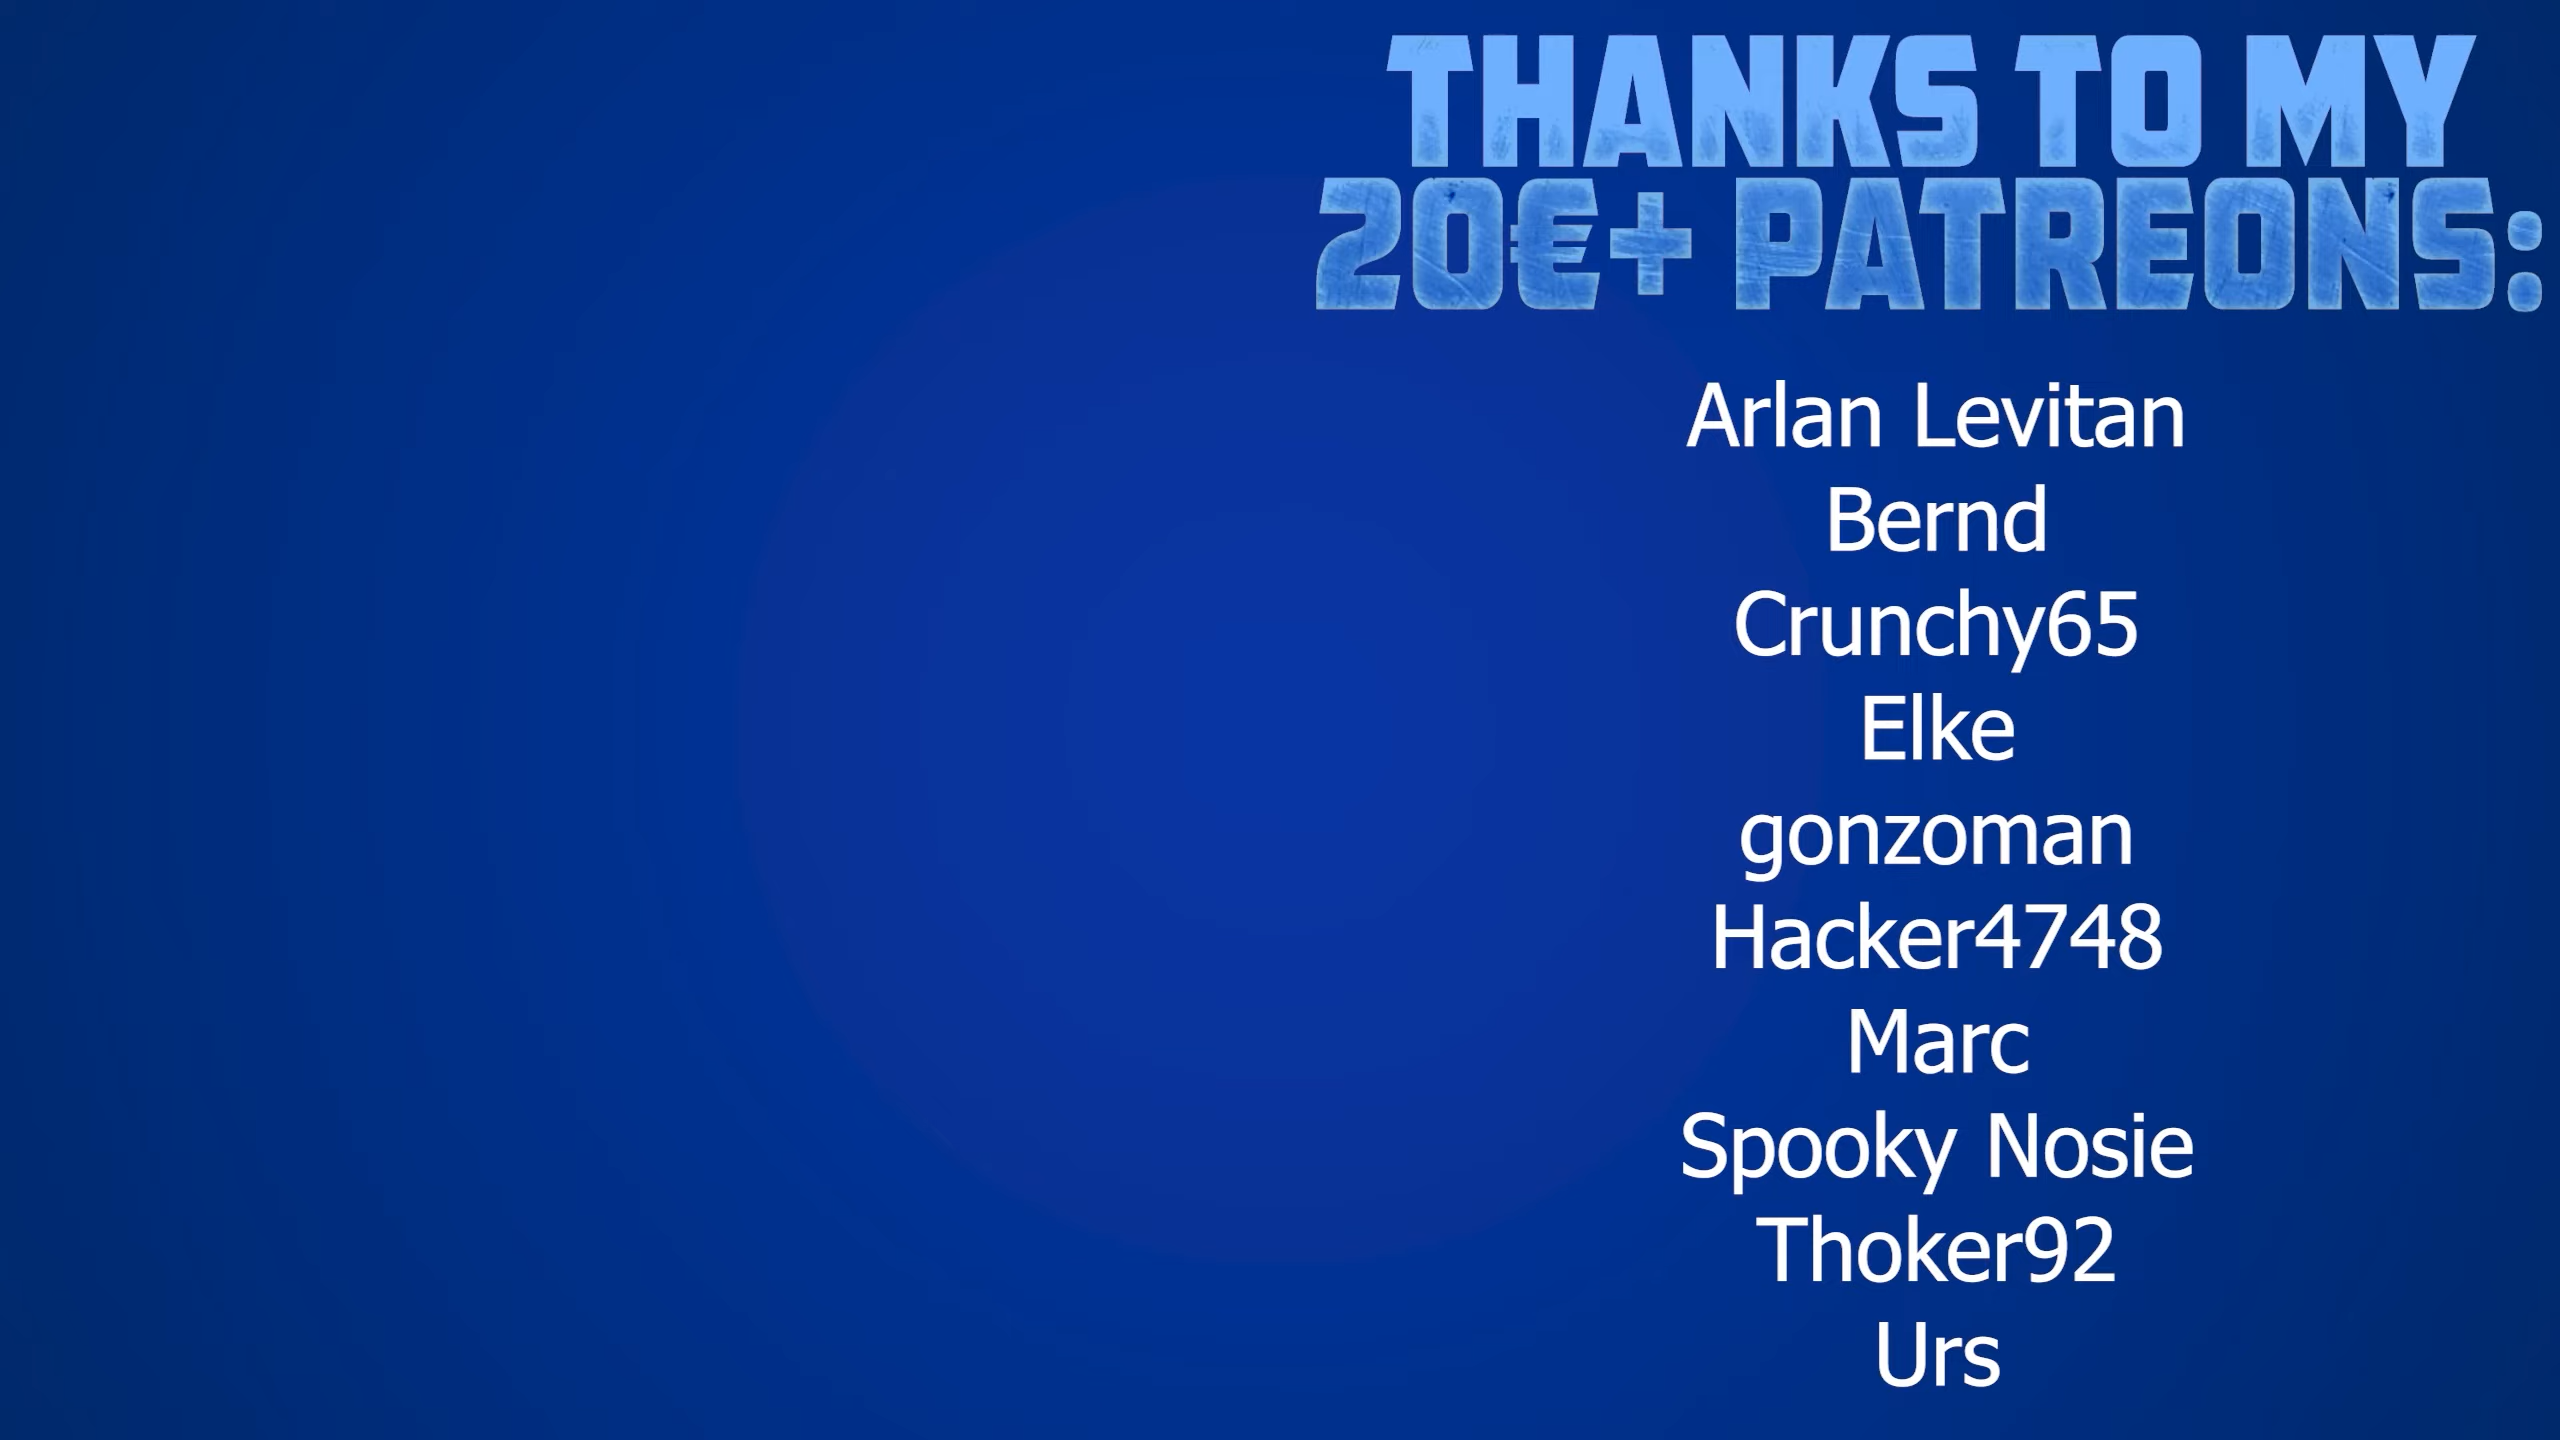 THANKS TO MY
20€+ PATREONS:
Arlan Levitan
Bernd
Crunchy65
Elke
gonzoman
Hacker4748
Marc
Spooky Nosie
Thoker92
Urs